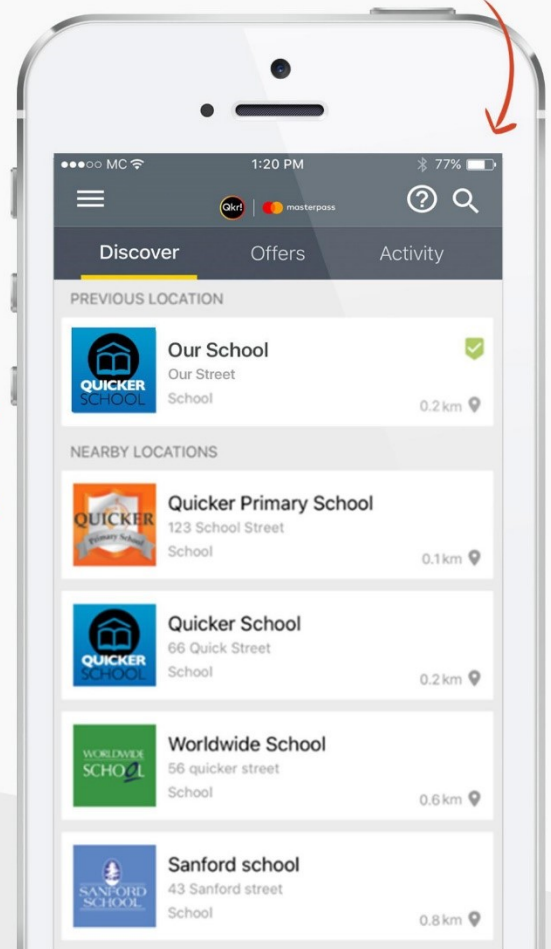 MC 1:20 PM 77%
Qkr! masterpass
Discover Offers Activity
PREVIOUS LOCATION
QUICKER
SCHOOL
Our School
Our Street
School
0.2 km
NEARBY LOCATIONS
QUICKER
Primary School
Quicker Primary School
123 School Street
School
0.1 km
QUICKER
SCHOOL
Quicker School
66 Quick Street
School
0.2 km
WORLDWIDE
SCHOOL
Worldwide School
56 quicker street
School
0.6 km
SANFORD
SCHOOL
Sanford school
43 Sanford street
School
0.8 km